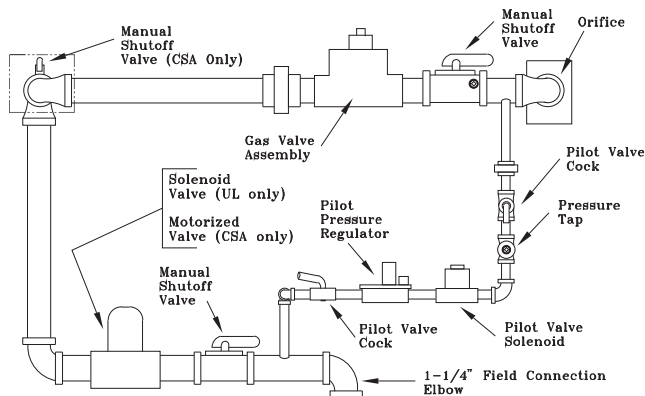 Manual
Shutoff
Valve (CSA Only)
Manual
Shutoff
Valve
Orifice
Gas Valve
Assembly
Pilot Valve
Cock
Solenoid
Valve (UL only)
Motorized
Valve (CSA only)
Pilot
Pressure
Regulator
Pressure
Tap
Manual
Shutoff
Valve
Pilot Valve
Cock
Pilot Valve
Solenoid
1-1/4" Field Connection
Elbow